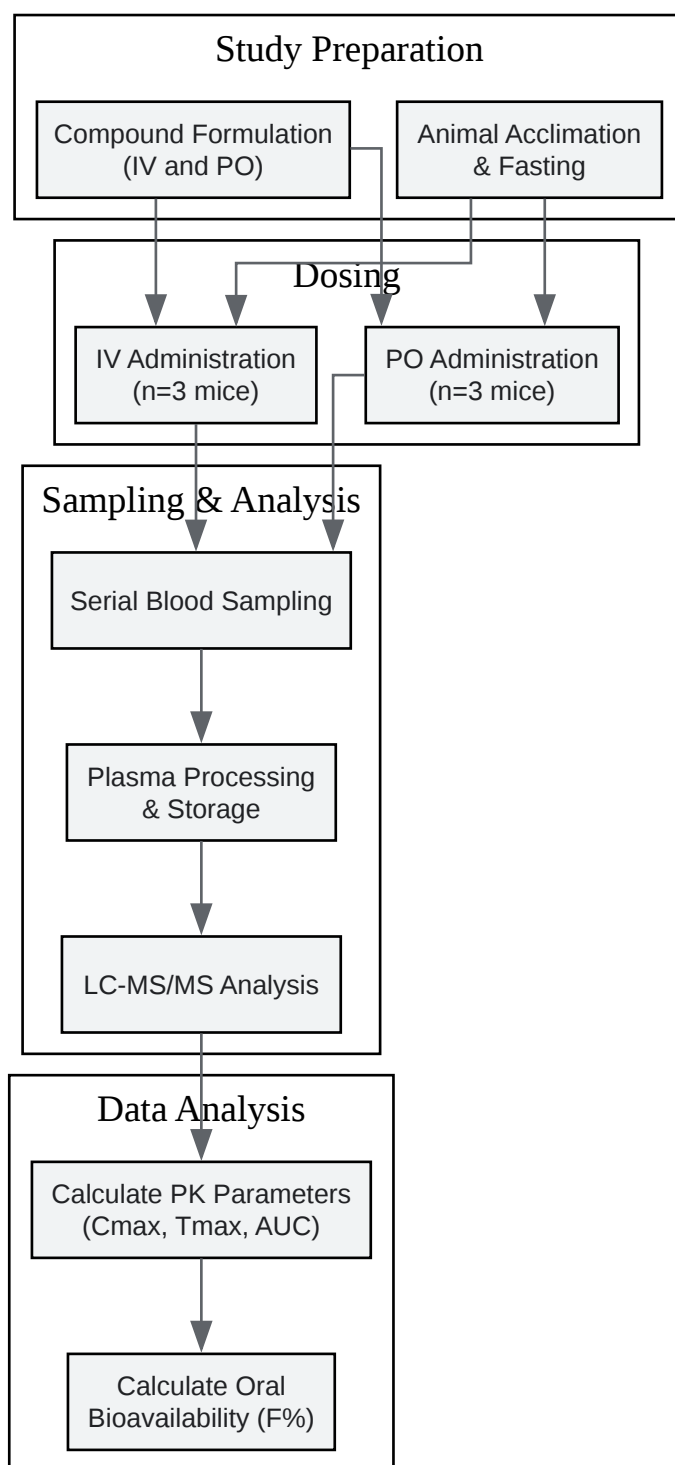 Study Preparation
Compound Formulation
(IV and PO)
Animal Acclimation
& Fasting
Dosing
IV Administration
(n=3 mice)
PO Administration
(n=3 mice)
Sampling & Analysis
Serial Blood Sampling
Plasma Processing
& Storage
LC-MS/MS Analysis
Data Analysis
Calculate PK Parameters
(Cmax, Tmax, AUC)
Calculate Oral
Bioavailability (F%)